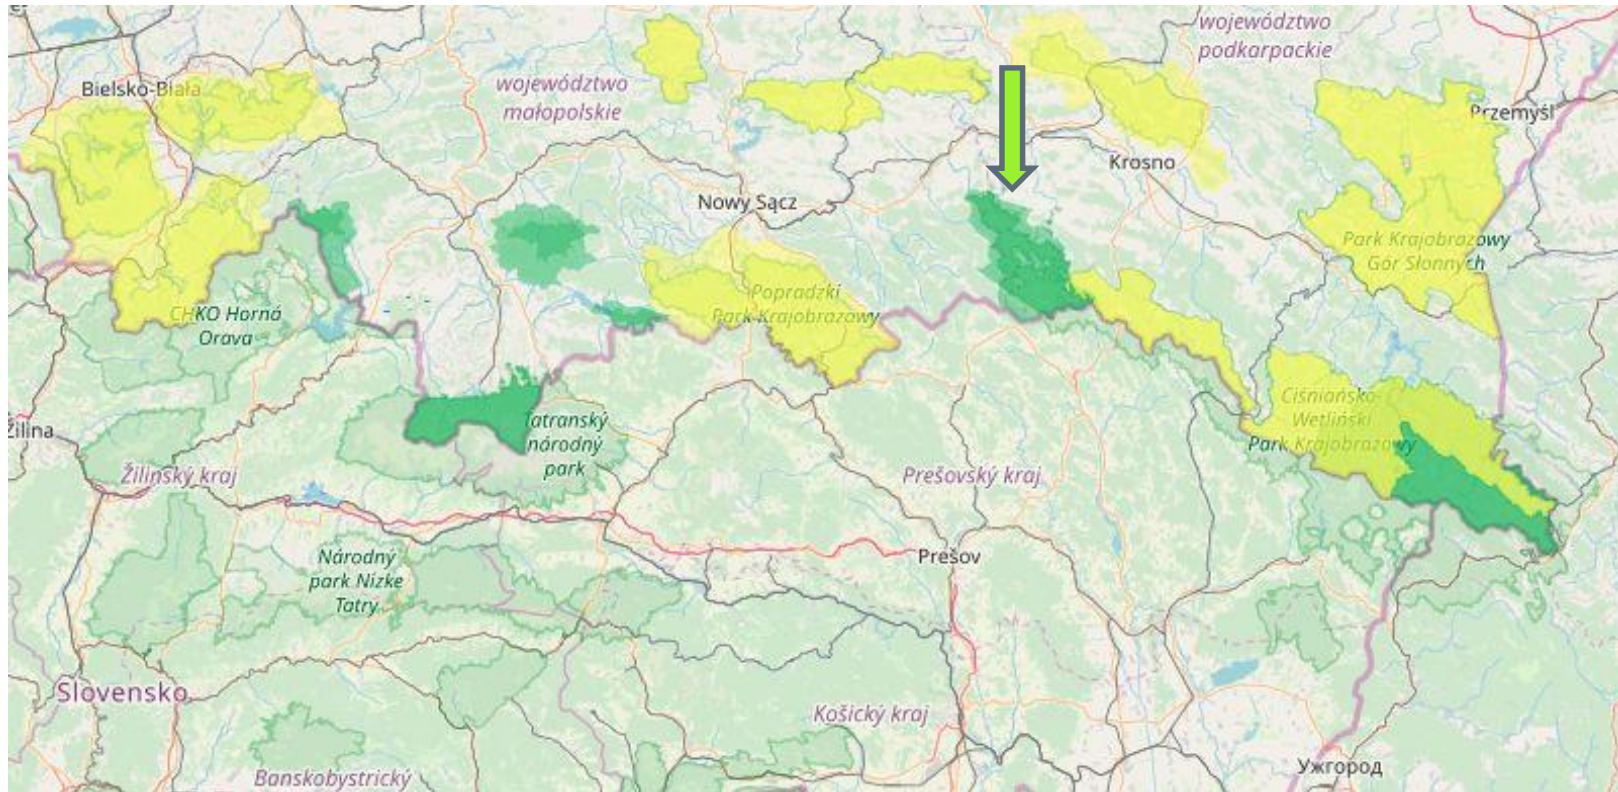 województwo
podkarpackie
Bielsko-Biała
województwo
małopolskie
Przemyśl
Krosno
Nowy Sącz
Park Krajobrazowy
Gór Słonnych
Popradzki
Park Krajobrazowy
CHKO Horná
Orava
Ciśniańsko-
Wetliński
Park Krajobrazowy
Tatranský
národný
park
Žilina
Žilinský kraj
Prešovský kraj
Prešov
Národný
park Nízke
Tatry
Slovensko
Košický kraj
Ужгород
Banskobystrický